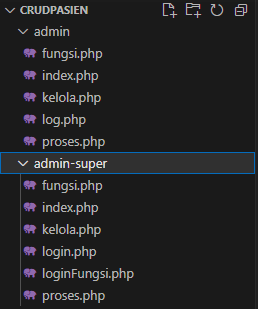 CRUDPASIEN
admin
fungsi.php
index.php
kelola.php
log.php
proses.php
admin-super
fungsi.php
index.php
kelola.php
login.php
loginFungsi.php
proses.php